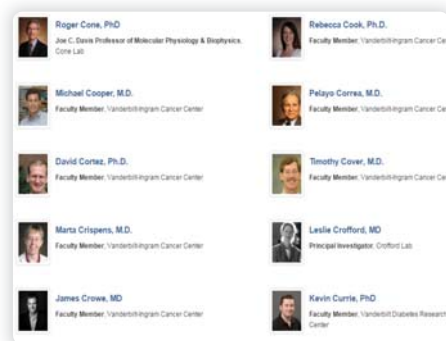 Roger Cone, PhD
Joe C. Davis Professor of Molecular Physiology & Biophysics,
Cone Lab
Rebecca Cook, Ph.D.
Faculty Member, Vanderbilt-Ingram Cancer Ce
Michael Cooper, M.D.
Faculty Member, Vanderbilt-Ingram Cancer Center
Pelayo Correa, M.D.
Faculty Member, Vanderbilt-Ingram Cancer Ce
David Cortez, Ph.D.
Faculty Member, Vanderbilt-Ingram Cancer Center
Timothy Cover, M.D.
Faculty Member, Vanderbilt-Ingram Cancer Ce
Marta Crispens, M.D.
Faculty Member, Vanderbilt-Ingram Cancer Center
Leslie Crofford, MD
Principal Investigator, Crofford Lab
James Crowe, MD
Faculty Member, Vanderbilt-Ingram Cancer Center
Kevin Currie, PhD
Faculty Member, Vanderbilt Diabetes Research
Center